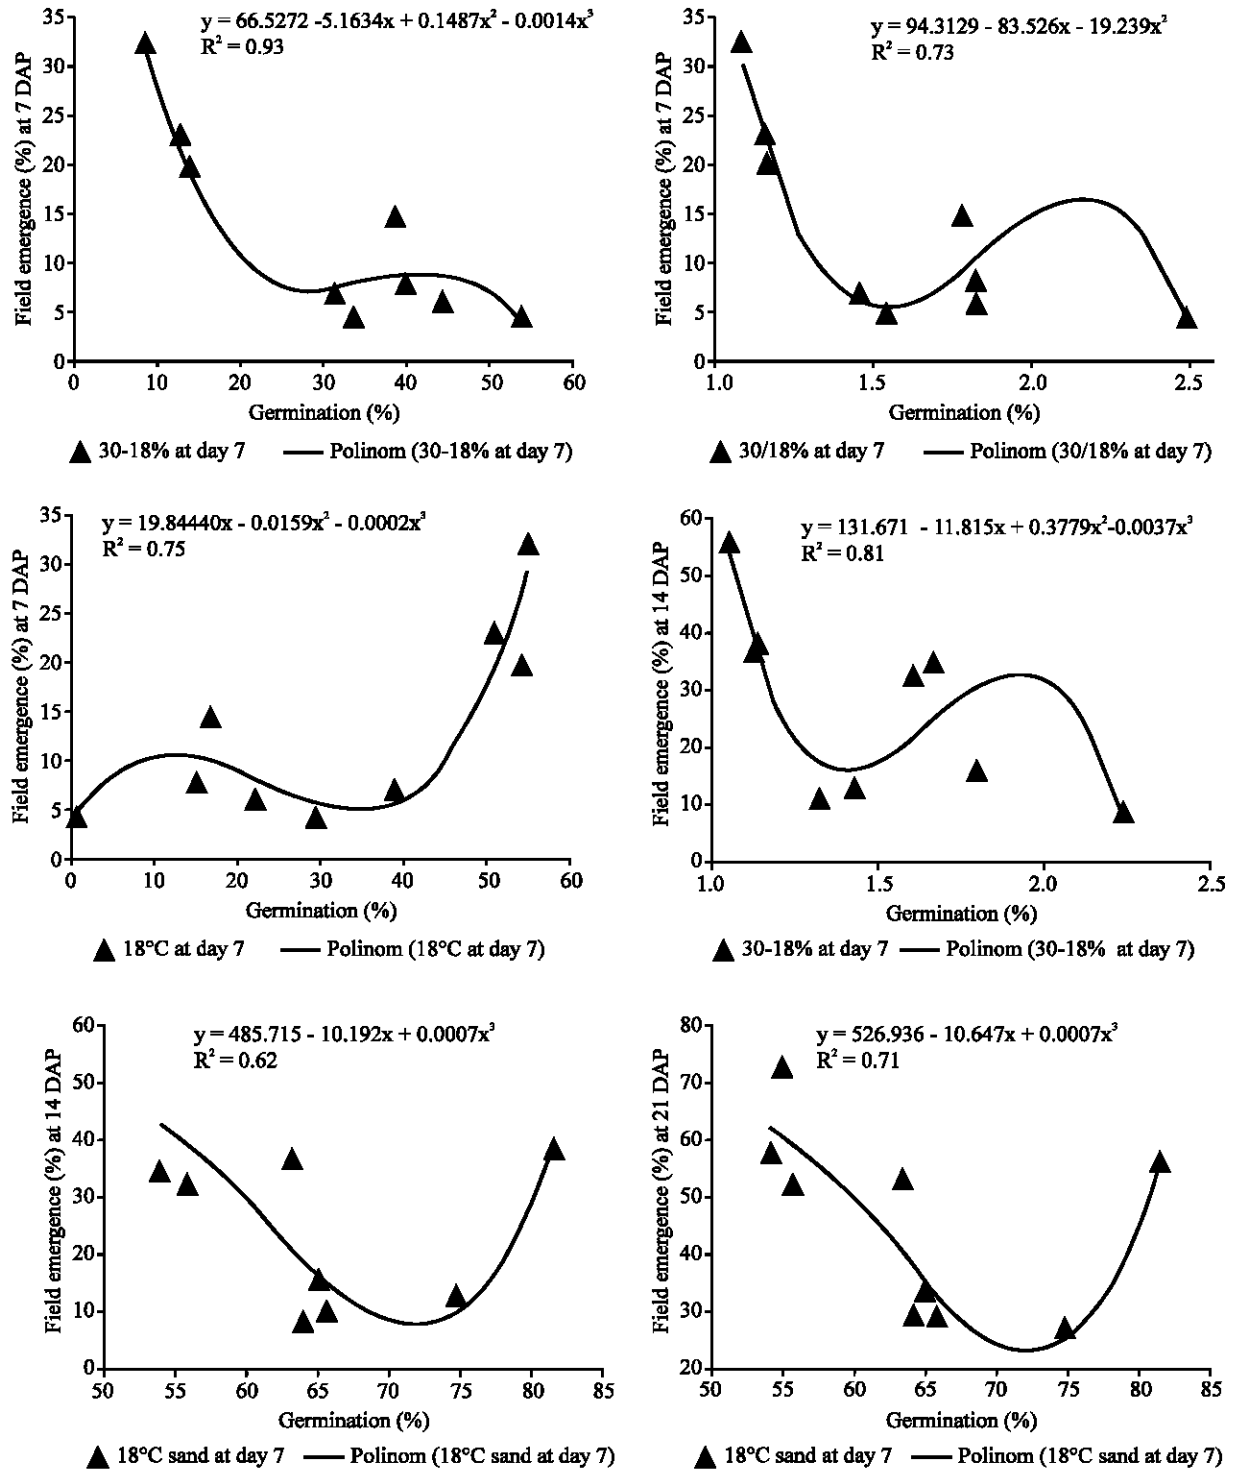 y = 66.5272 -5.1634x + 0.1487x² - 0.0014x³
R² = 0.93
Field emergence (%) at 7 DAP
35
30
25
20
15
10
5
0
0 10 20 30 40 50 60
Germination (%)
30-18% at day 7 Polinom (30-18% at day 7)
y = 94.3129 - 83.526x - 19.239x²
R² = 0.73
Field emergence (%) at 7 DAP
35
30
25
20
15
10
5
0
1.0 1.5 2.0 2.5
Germination (%)
30/18% at day 7 Polinom (30/18% at day 7)
y = 19.84440x - 0.0159x² - 0.0002x³
R² = 0.75
Field emergence (%) at 7 DAP
35
30
25
20
15
10
5
0
0 10 20 30 40 50 60
Germination (%)
18°C at day 7 Polinom (18°C at day 7)
y = 131.671 - 11.815x + 0.3779x²-0.0037x³
R² = 0.81
Field emergence (%) at 14 DAP
60
50
40
30
20
10
0
1.0 1.5 2.0 2.5
Germination (%)
30-18% at day 7 Polinom (30-18% at day 7)
y = 485.715 - 10.192x + 0.0007x³
R² = 0.62
Field emergence (%) at 14 DAP
60
50
40
30
20
10
0
50 55 60 65 70 75 80 85
Germination (%)
18°C sand at day 7 Polinom (18°C sand at day 7)
y = 526.936 - 10.647x + 0.0007x³
R² = 0.71
Field emergence (%) at 21 DAP
80
70
60
50
40
30
20
50 55 60 65 70 75 80 85
Germination (%)
18°C sand at day 7 Polinom (18°C sand at day 7)